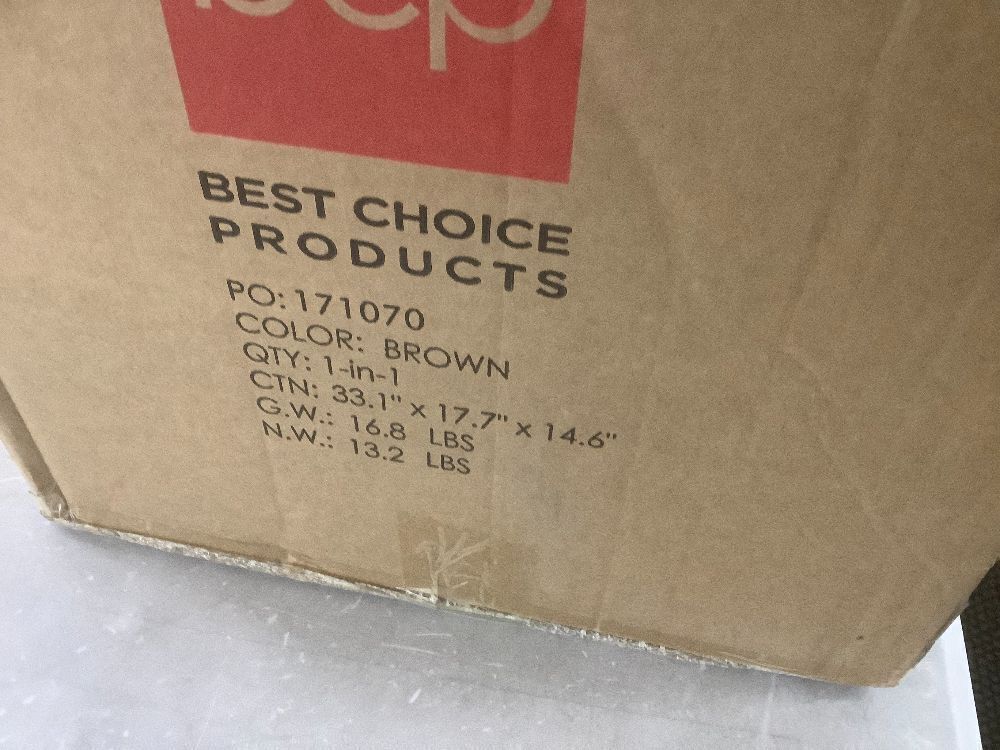 bcp
BEST CHOICE
PRODUCTS
PO: 171070
COLOR: BROWN
QTY: 1-in-1
CTN: 33.1" x 17.7" x 14.6"
G.W.: 16.8 LBS
N.W.: 13.2 LBS